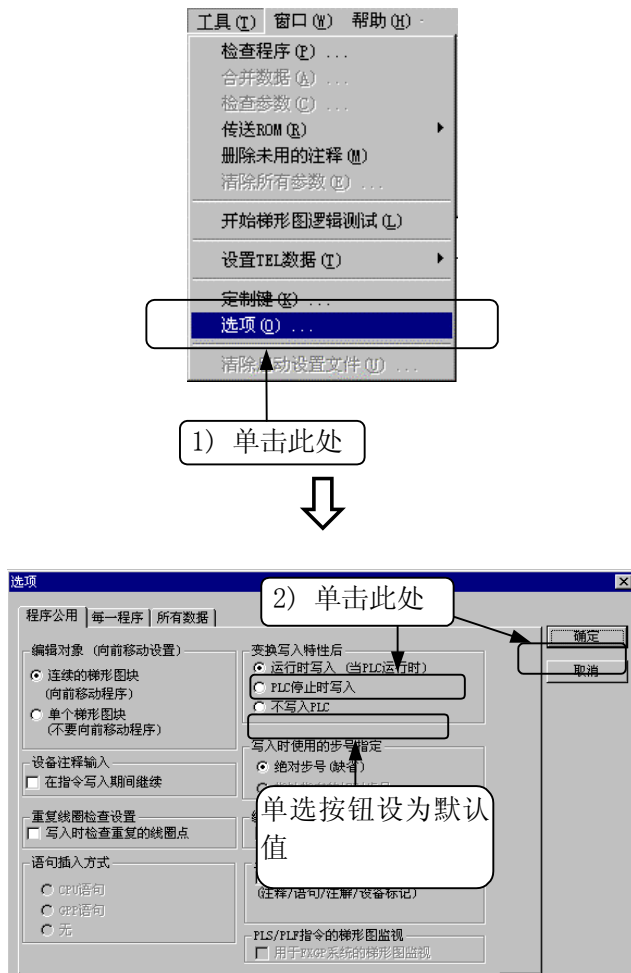 工具(T) 窗口(W) 帮助(H)
检查程序(P) ...
合并数据(A) ...
检查参数(C) ...
传送ROM(R)
删除未用的注释(M)
清除所有参数(E) ...
开始梯形图逻辑测试(L)
设置TEL数据(T)
定制键(K) ...
选项(O) ...
清除启动设置文件(U) ...
1) 单击此处
选项
2) 单击此处
程序公用 每一程序 所有数据
确定
取消
编辑对象 (向前移动设置)
连续的梯形图块
(向前移动程序)
单个梯形图块
(不要向前移动程序)
设备注释输入
在指令写入期间继续
重复线圈检查设置
写入时检查重复的线圈点
语句插入方式
CPU语句
GPP语句
无
变换写入特性后
运行时写入 (当PLC运行时)
PLC停止时写入
不写入PLC
写入时使用的步号指定
绝对步号(缺省)
单选按钮设为默认
值
(注释/语句/注解/设备标记)
PLS/PLF指令的梯形图监视
用于FXGP系统的梯形图监视